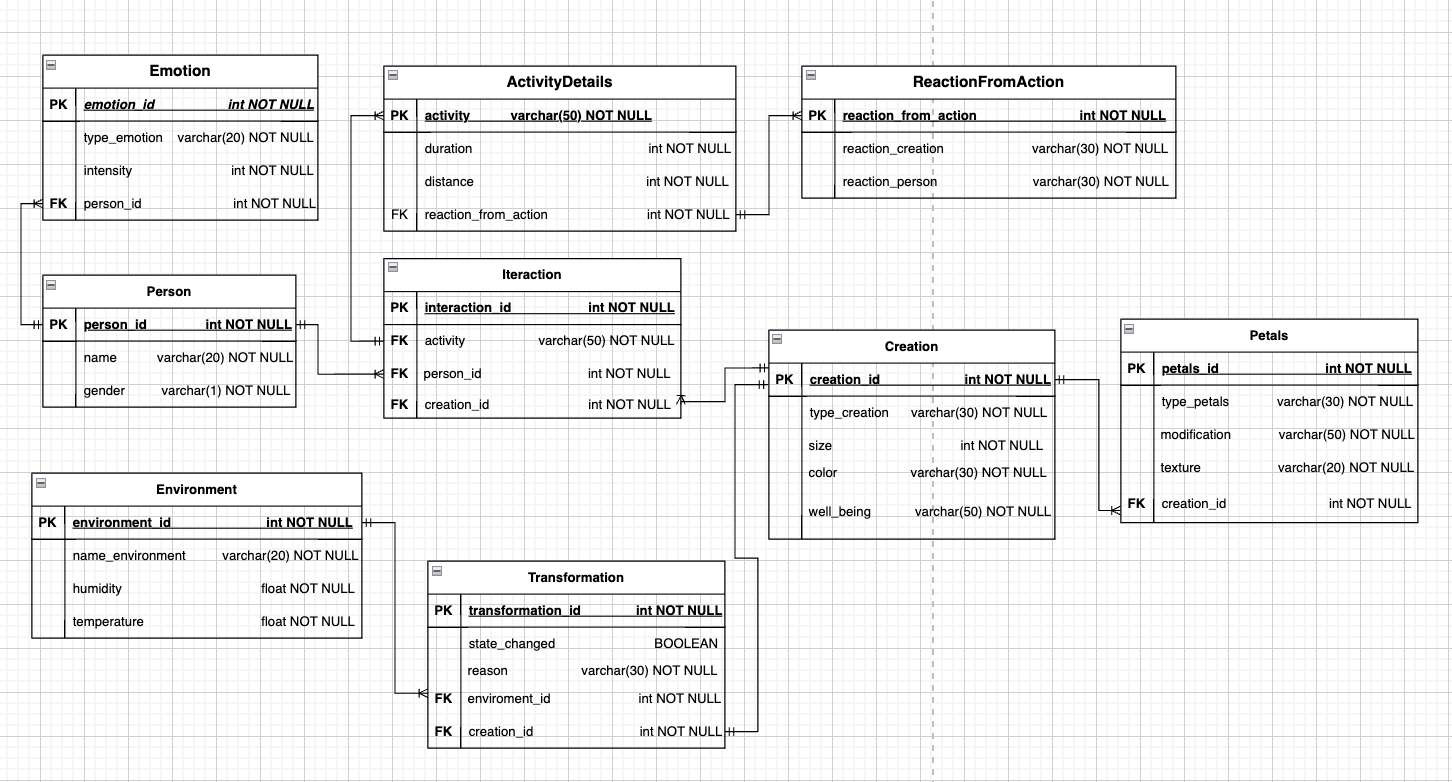 Emotion
PK emotion_id int NOT NULL
type_emotion varchar(20) NOT NULL
intensity int NOT NULL
FK person_id int NOT NULL
ActivityDetails
PK activity varchar(50) NOT NULL
duration int NOT NULL
distance int NOT NULL
FK reaction_from_action int NOT NULL
ReactionFromAction
PK reaction_from_action int NOT NULL
reaction_creation varchar(30) NOT NULL
reaction_person varchar(30) NOT NULL
Person
PK person_id int NOT NULL
name varchar(20) NOT NULL
gender varchar(1) NOT NULL
Iteraction
PK interaction_id int NOT NULL
FK activity varchar(50) NOT NULL
FK person_id int NOT NULL
FK creation_id int NOT NULL
Creation
PK creation_id int NOT NULL
type_creation varchar(30) NOT NULL
size int NOT NULL
color varchar(30) NOT NULL
well_being varchar(50) NOT NULL
Petals
PK petals_id int NOT NULL
type_petals varchar(30) NOT NULL
modification varchar(50) NOT NULL
texture varchar(20) NOT NULL
FK creation_id int NOT NULL
Environment
PK environment_id int NOT NULL
name_environment varchar(20) NOT NULL
humidity float NOT NULL
temperature float NOT NULL
Transformation
PK transformation_id int NOT NULL
state_changed BOOLEAN
reason varchar(30) NOT NULL
FK enviroment_id int NOT NULL
FK creation_id int NOT NULL